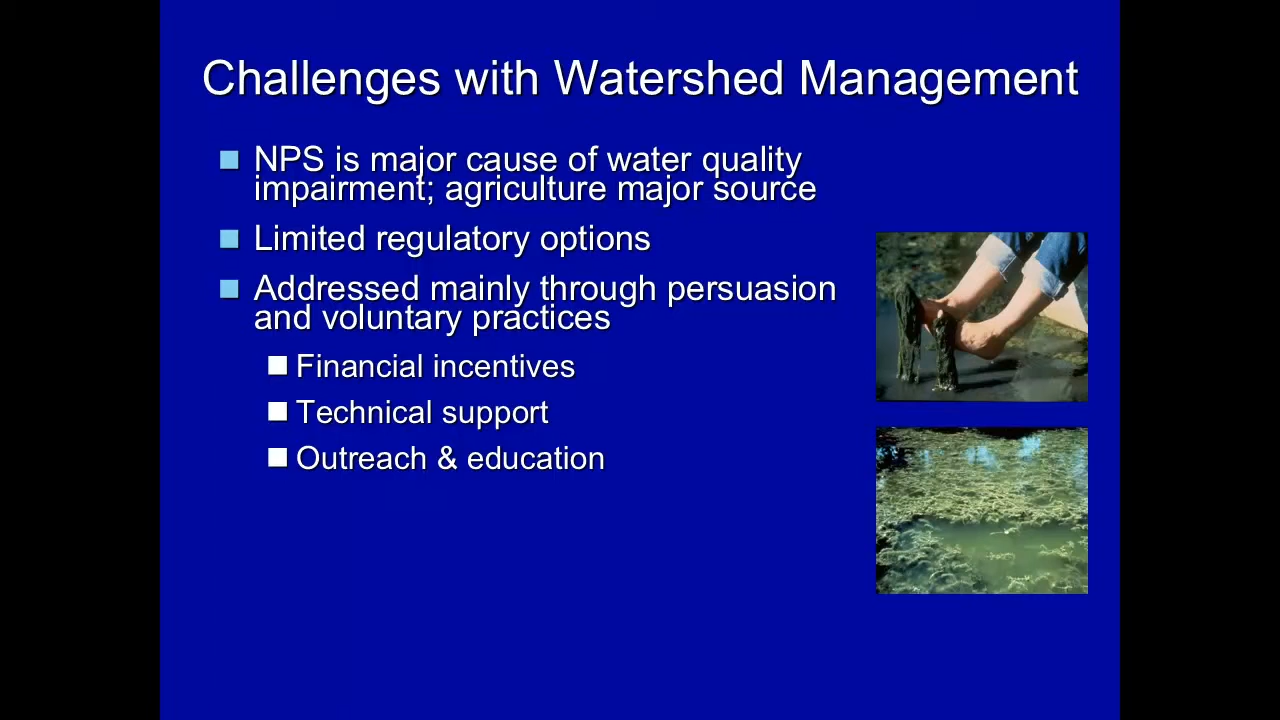 Challenges with Watershed Management
NPS is major cause of water quality
impairment; agriculture major source
Limited regulatory options
Addressed mainly through persuasion
and voluntary practices
Financial incentives
Technical support
Outreach & education